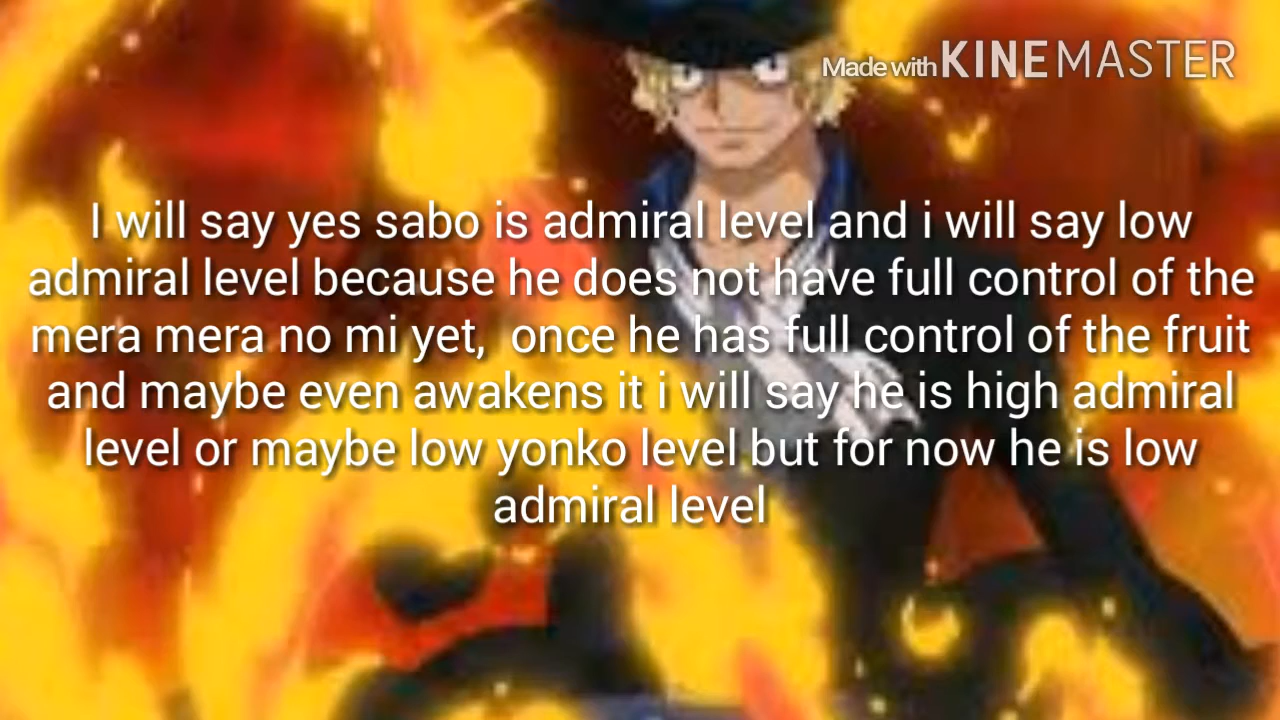 Made with KINEMASTER
I will say yes sabo is admiral level and i will say low
admiral level because he does not have full control of the
mera mera no mi yet,  once he has full control of the fruit
and maybe even awakens it i will say he is high admiral
level or maybe low yonko level but for now he is low
admiral level